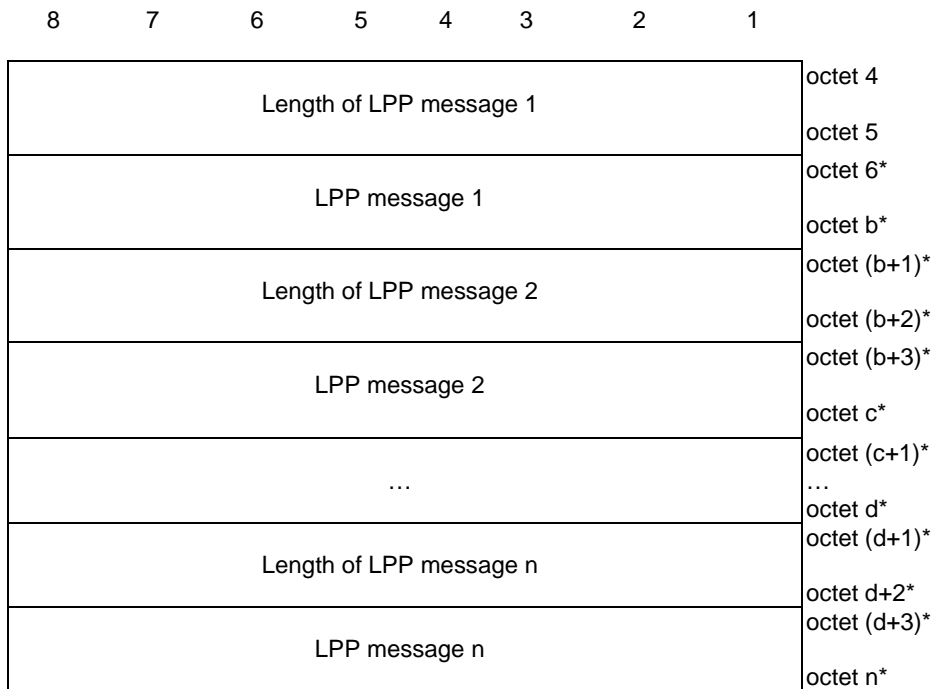 8 7 6 5 4 3 2 1
Length of LPP message 1
octet 4
octet 5
LPP message 1
octet 6*
octet b*
Length of LPP message 2
octet (b+1)*
octet (b+2)*
LPP message 2
octet (b+3)*
octet c*
…
octet (c+1)*
…
octet d*
Length of LPP message n
octet (d+1)*
octet d+2*
LPP message n
octet (d+3)*
octet n*